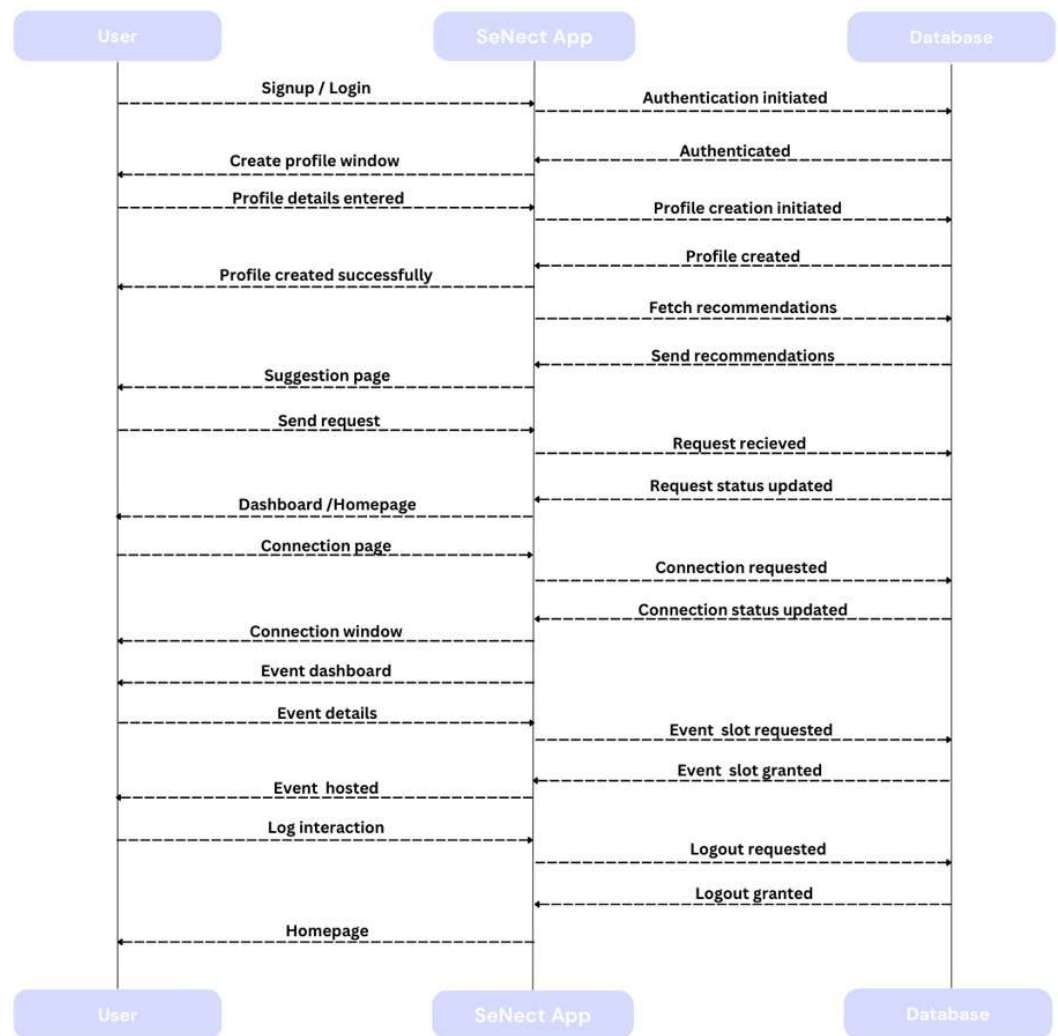 User
SeNect App
Database
Signup / Login
Authentication initiated
Authenticated
Create profile window
Profile details entered
Profile creation initiated
Profile created
Profile created successfully
Fetch recommendations
Send recommendations
Suggestion page
Send request
Request recieved
Request status updated
Dashboard /Homepage
Connection page
Connection requested
Connection status updated
Connection window
Event dashboard
Event details
Event slot requested
Event slot granted
Event hosted
Log interaction
Logout requested
Logout granted
Homepage
User
SeNect App
Database